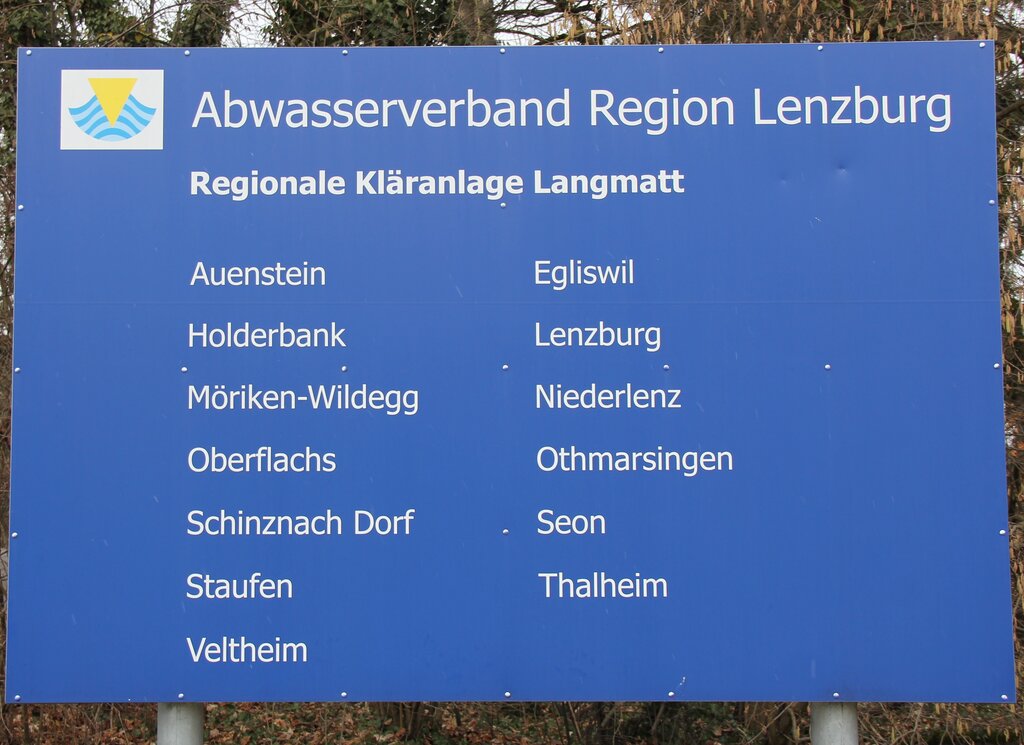 Abwasserverband Region Lenzburg
Regionale Kläranlage Langmatt
Auenstein Egliswil
Holderbank Lenzburg
Möriken-Wildegg Niederlenz
Oberflachs Othmarsingen
Schinznach Dorf Seon
Staufen Thalheim
Veltheim